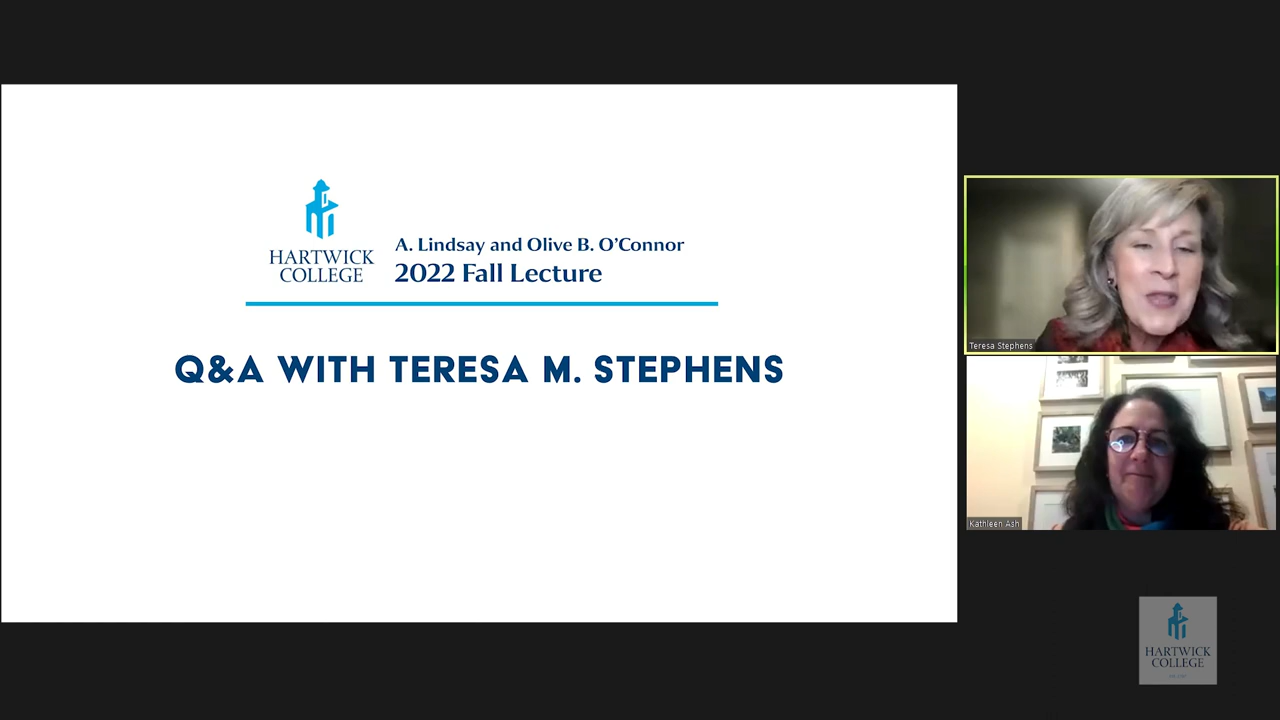 HARTWICK
COLLEGE
A. Lindsay and Olive B. O'Connor
2022 Fall Lecture
Q&A WITH TERESA M. STEPHENS
Teresa Stephens
Kathleen Ash
HARTWICK
COLLEGE